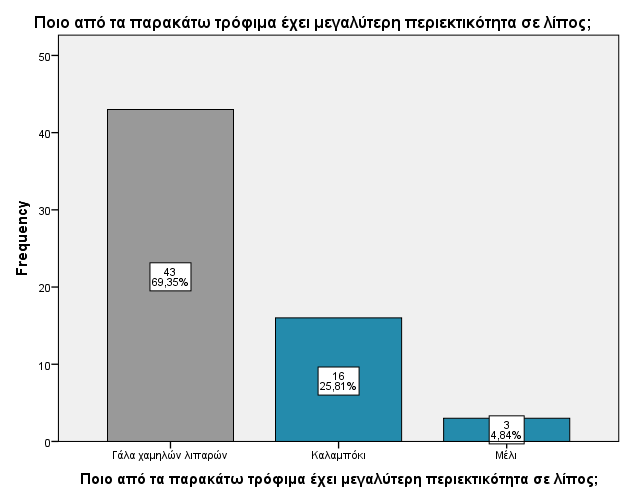 Ποιο από τα παρακάτω τρόφιμα έχει μεγαλύτερη περιεκτικότητα σε λίπος;
50
40
30
20
10
0
Frequency
43
69,35%
16
25,81%
3
4,84%
Γάλα χαμηλών λιπαρών
Καλαμπόκι
Μέλι
Ποιο από τα παρακάτω τρόφιμα έχει μεγαλύτερη περιεκτικότητα σε λίπος;